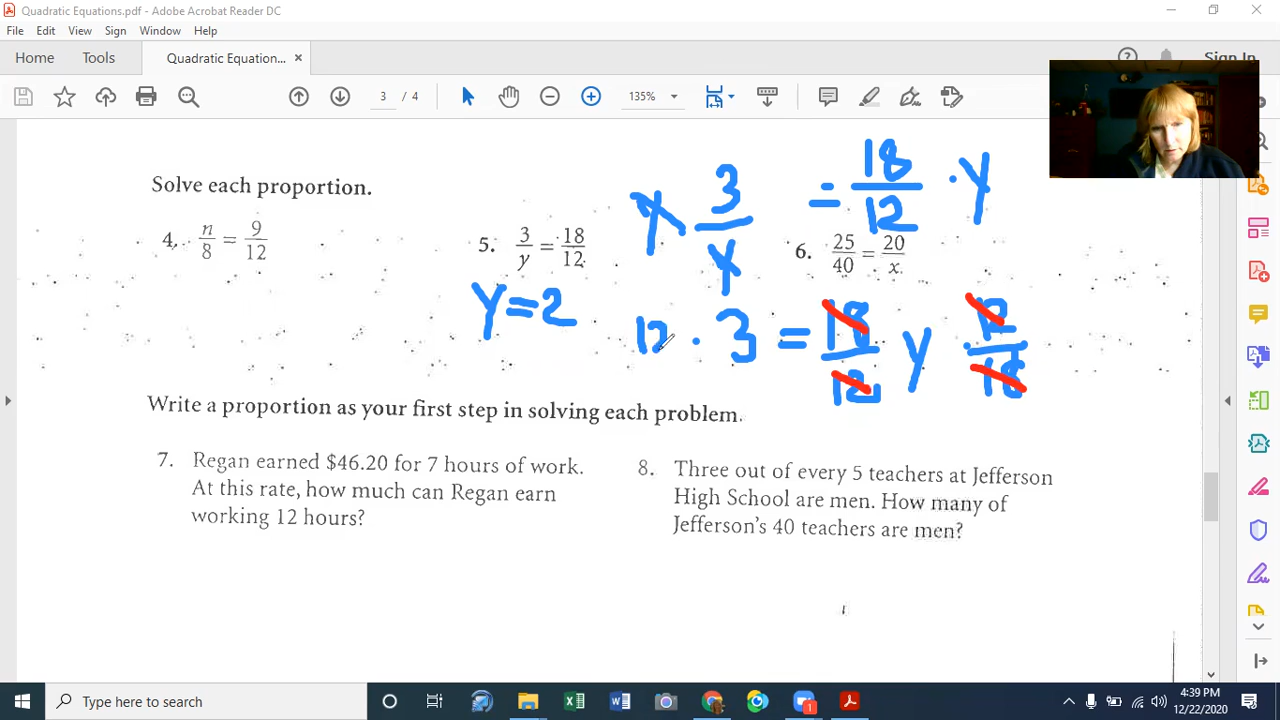 Quadratic Equations.pdf - Adobe Acrobat Reader DC
File Edit View Sign Window Help
Home Tools Quadratic Equation... × Sign In
3 / 4 135%
Solve each proportion.
4. n/8 = 9/12
5. 3/y = 18/12
6. 25/40 = 20/x
y · 3/y = 18/12 · y
y = 2
12 · 3 = 18/12 y · 12/18
Write a proportion as your first step in solving each problem.
7. Regan earned $46.20 for 7 hours of work.
At this rate, how much can Regan earn
working 12 hours?
8. Three out of every 5 teachers at Jefferson
High School are men. How many of
Jefferson's 40 teachers are men?
Type here to search
4:39 PM
12/22/2020